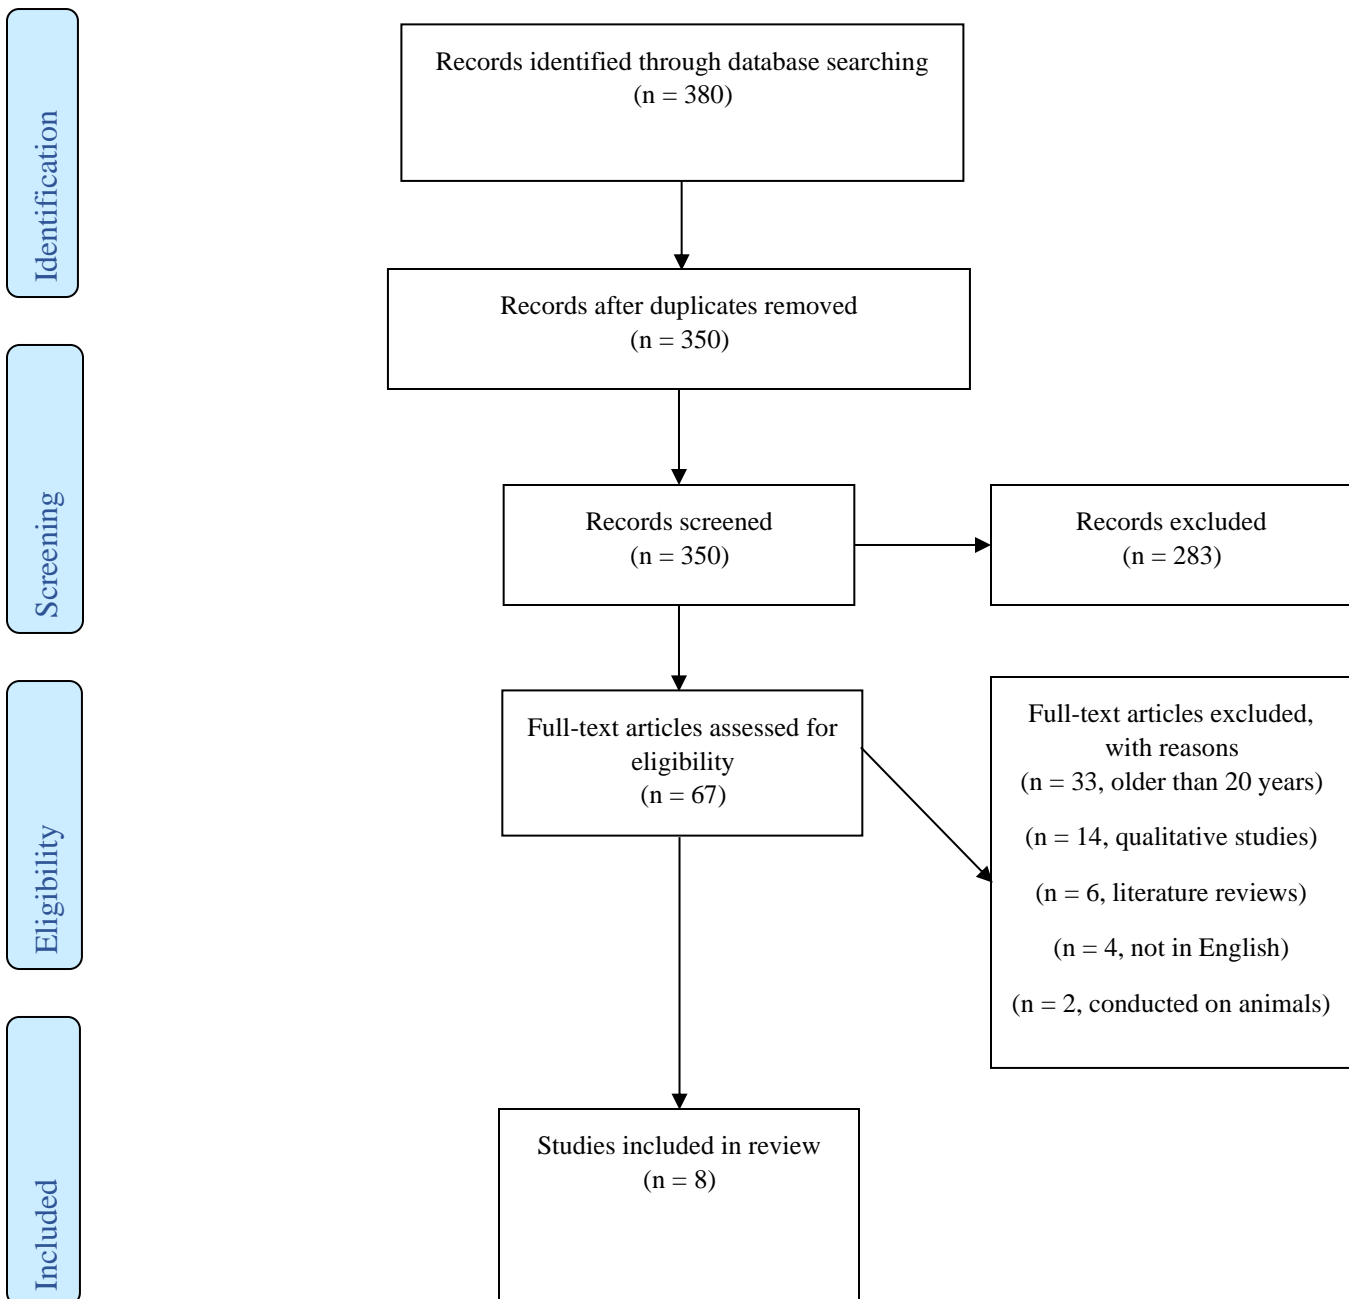 Identification
Records identified through database searching
(n = 380)
Records after duplicates removed
(n = 350)
Screening
Records screened
(n = 350)
Records excluded
(n = 283)
Eligibility
Full-text articles assessed for
eligibility
(n = 67)
Full-text articles excluded,
with reasons
(n = 33, older than 20 years)
(n = 14, qualitative studies)
(n = 6, literature reviews)
(n = 4, not in English)
(n = 2, conducted on animals)
Included
Studies included in review
(n = 8)